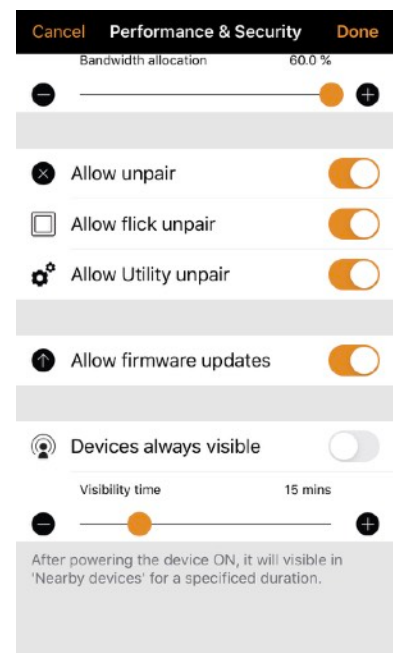 Cancel Performance & Security Done
Bandwidth allocation 60.0 %
Allow unpair
Allow flick unpair
Allow Utility unpair
Allow firmware updates
Devices always visible
Visibility time 15 mins
After powering the device ON, it will visible in
'Nearby devices' for a specificed duration.